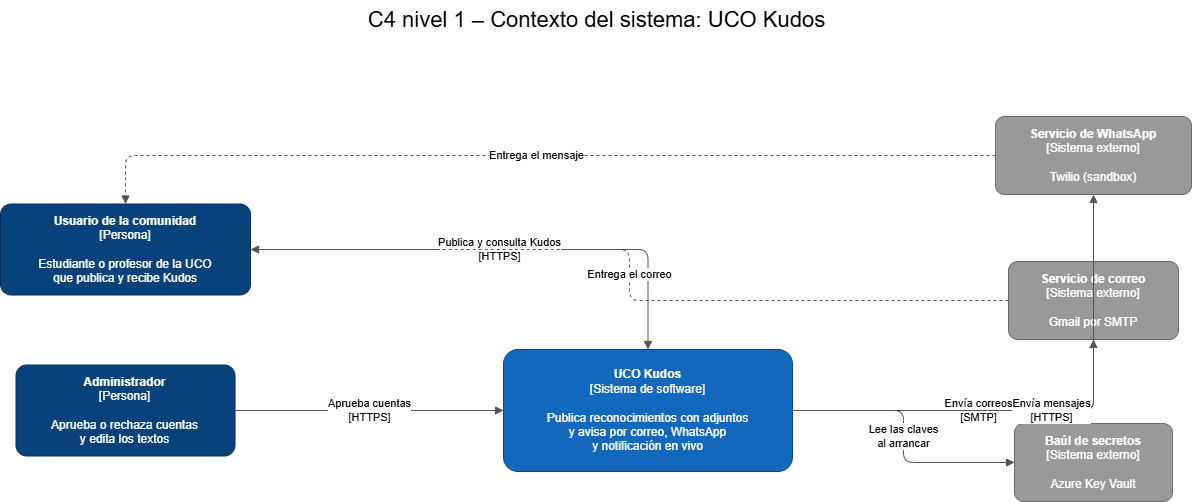 C4 nivel 1 – Contexto del sistema: UCO Kudos
Servicio de WhatsApp
[Sistema externo]
Twilio (sandbox)
Entrega el mensaje
Usuario de la comunidad
[Persona]
Estudiante o profesor de la UCO
que publica y recibe Kudos
Publica y consulta Kudos
[HTTPS]
Entrega el correo
Servicio de correo
[Sistema externo]
Gmail por SMTP
Administrador
[Persona]
Aprueba o rechaza cuentas
y edita los textos
Aprueba cuentas
[HTTPS]
UCO Kudos
[Sistema de software]
Publica reconocimientos con adjuntos
y avisa por correo, WhatsApp
y notificación en vivo
Envía correos
[SMTP]
Envía mensajes
[HTTPS]
Lee las claves
al arrancar
Baúl de secretos
[Sistema externo]
Azure Key Vault